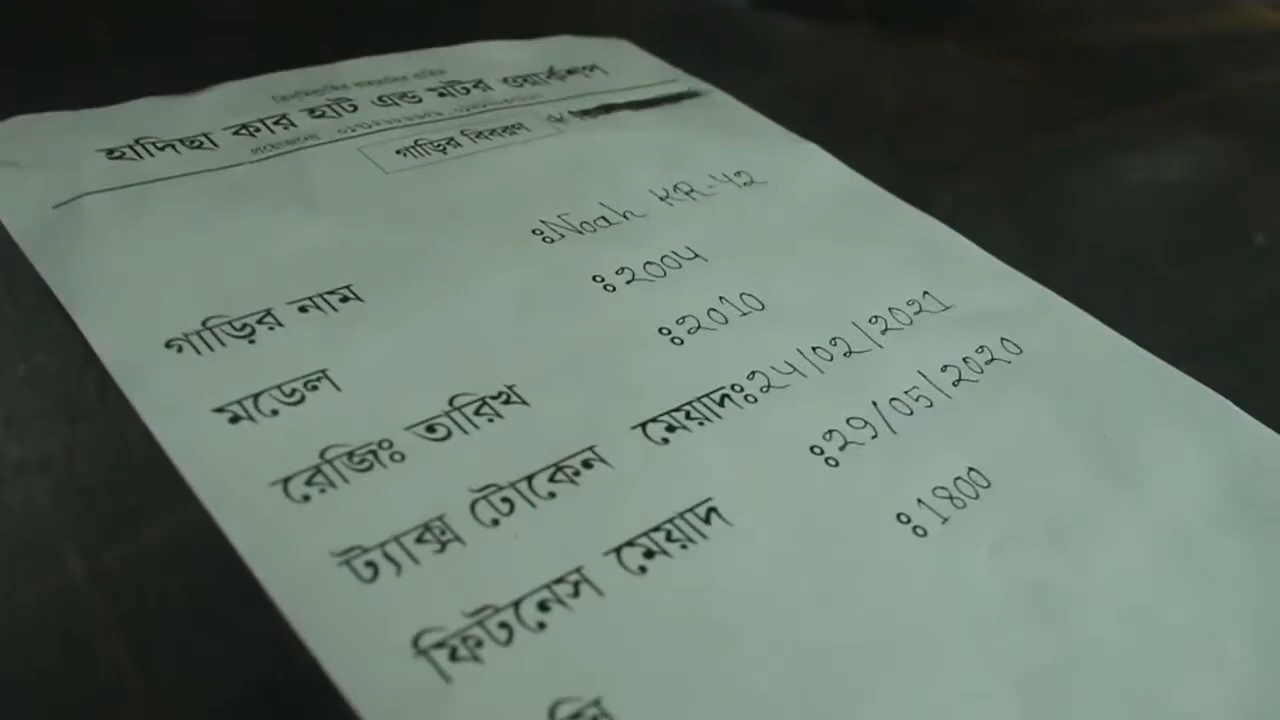 হাদিছা কার হাট এন্ড মটর ওয়ার্কশপ
গাড়ির বিবরণ
গাড়ির নাম :Noah KR-42
মডেল :2004
রেজিঃ তারিখ :2010
ট্যাক্স টোকেন মেয়াদ:24/02/2021
ফিটনেস মেয়াদ :29/05/2020
:1800